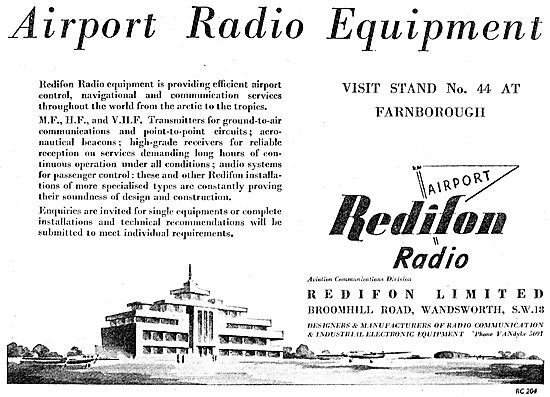 Airport Radio Equipment
Redifon Radio equipment is providing efficient airport
control, navigational and communication services
throughout the world from the arctic to the tropics.
M.F., H.F., and V.H.F. Transmitters for ground-to-air
communications and point-to-point circuits; aero-
nautical beacons; high-grade receivers for reliable
reception on services demanding long hours of con-
tinuous operation under all conditions; audio systems
for passenger control: these and other Redifon installa-
tions of more specialised types are constantly proving
their soundness of design and construction.
Enquiries are invited for single equipments or complete
installations and technical recommendations will be
submitted to meet individual requirements.
VISIT STAND No. 44 AT
FARNBOROUGH
AIRPORT
Redifon
Radio
Aviation Communications Division
REDIFON LIMITED
BROOMHILL ROAD, WANDSWORTH, S.W.18
DESIGNERS & MANUFACTURERS OF RADIO COMMUNICATION
& INDUSTRIAL ELECTRONIC EQUIPMENT 'Phone VANdyke 5691
RC 204